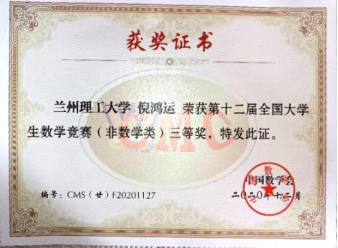 获奖证书
兰州理工大学 倪鸿运 荣获第十二届全国大学
生数学竞赛（非数学类）三等奖，特发此证。
CMC
中国数学会
编号：CMS（甘）F20201127
二〇二〇年十二月